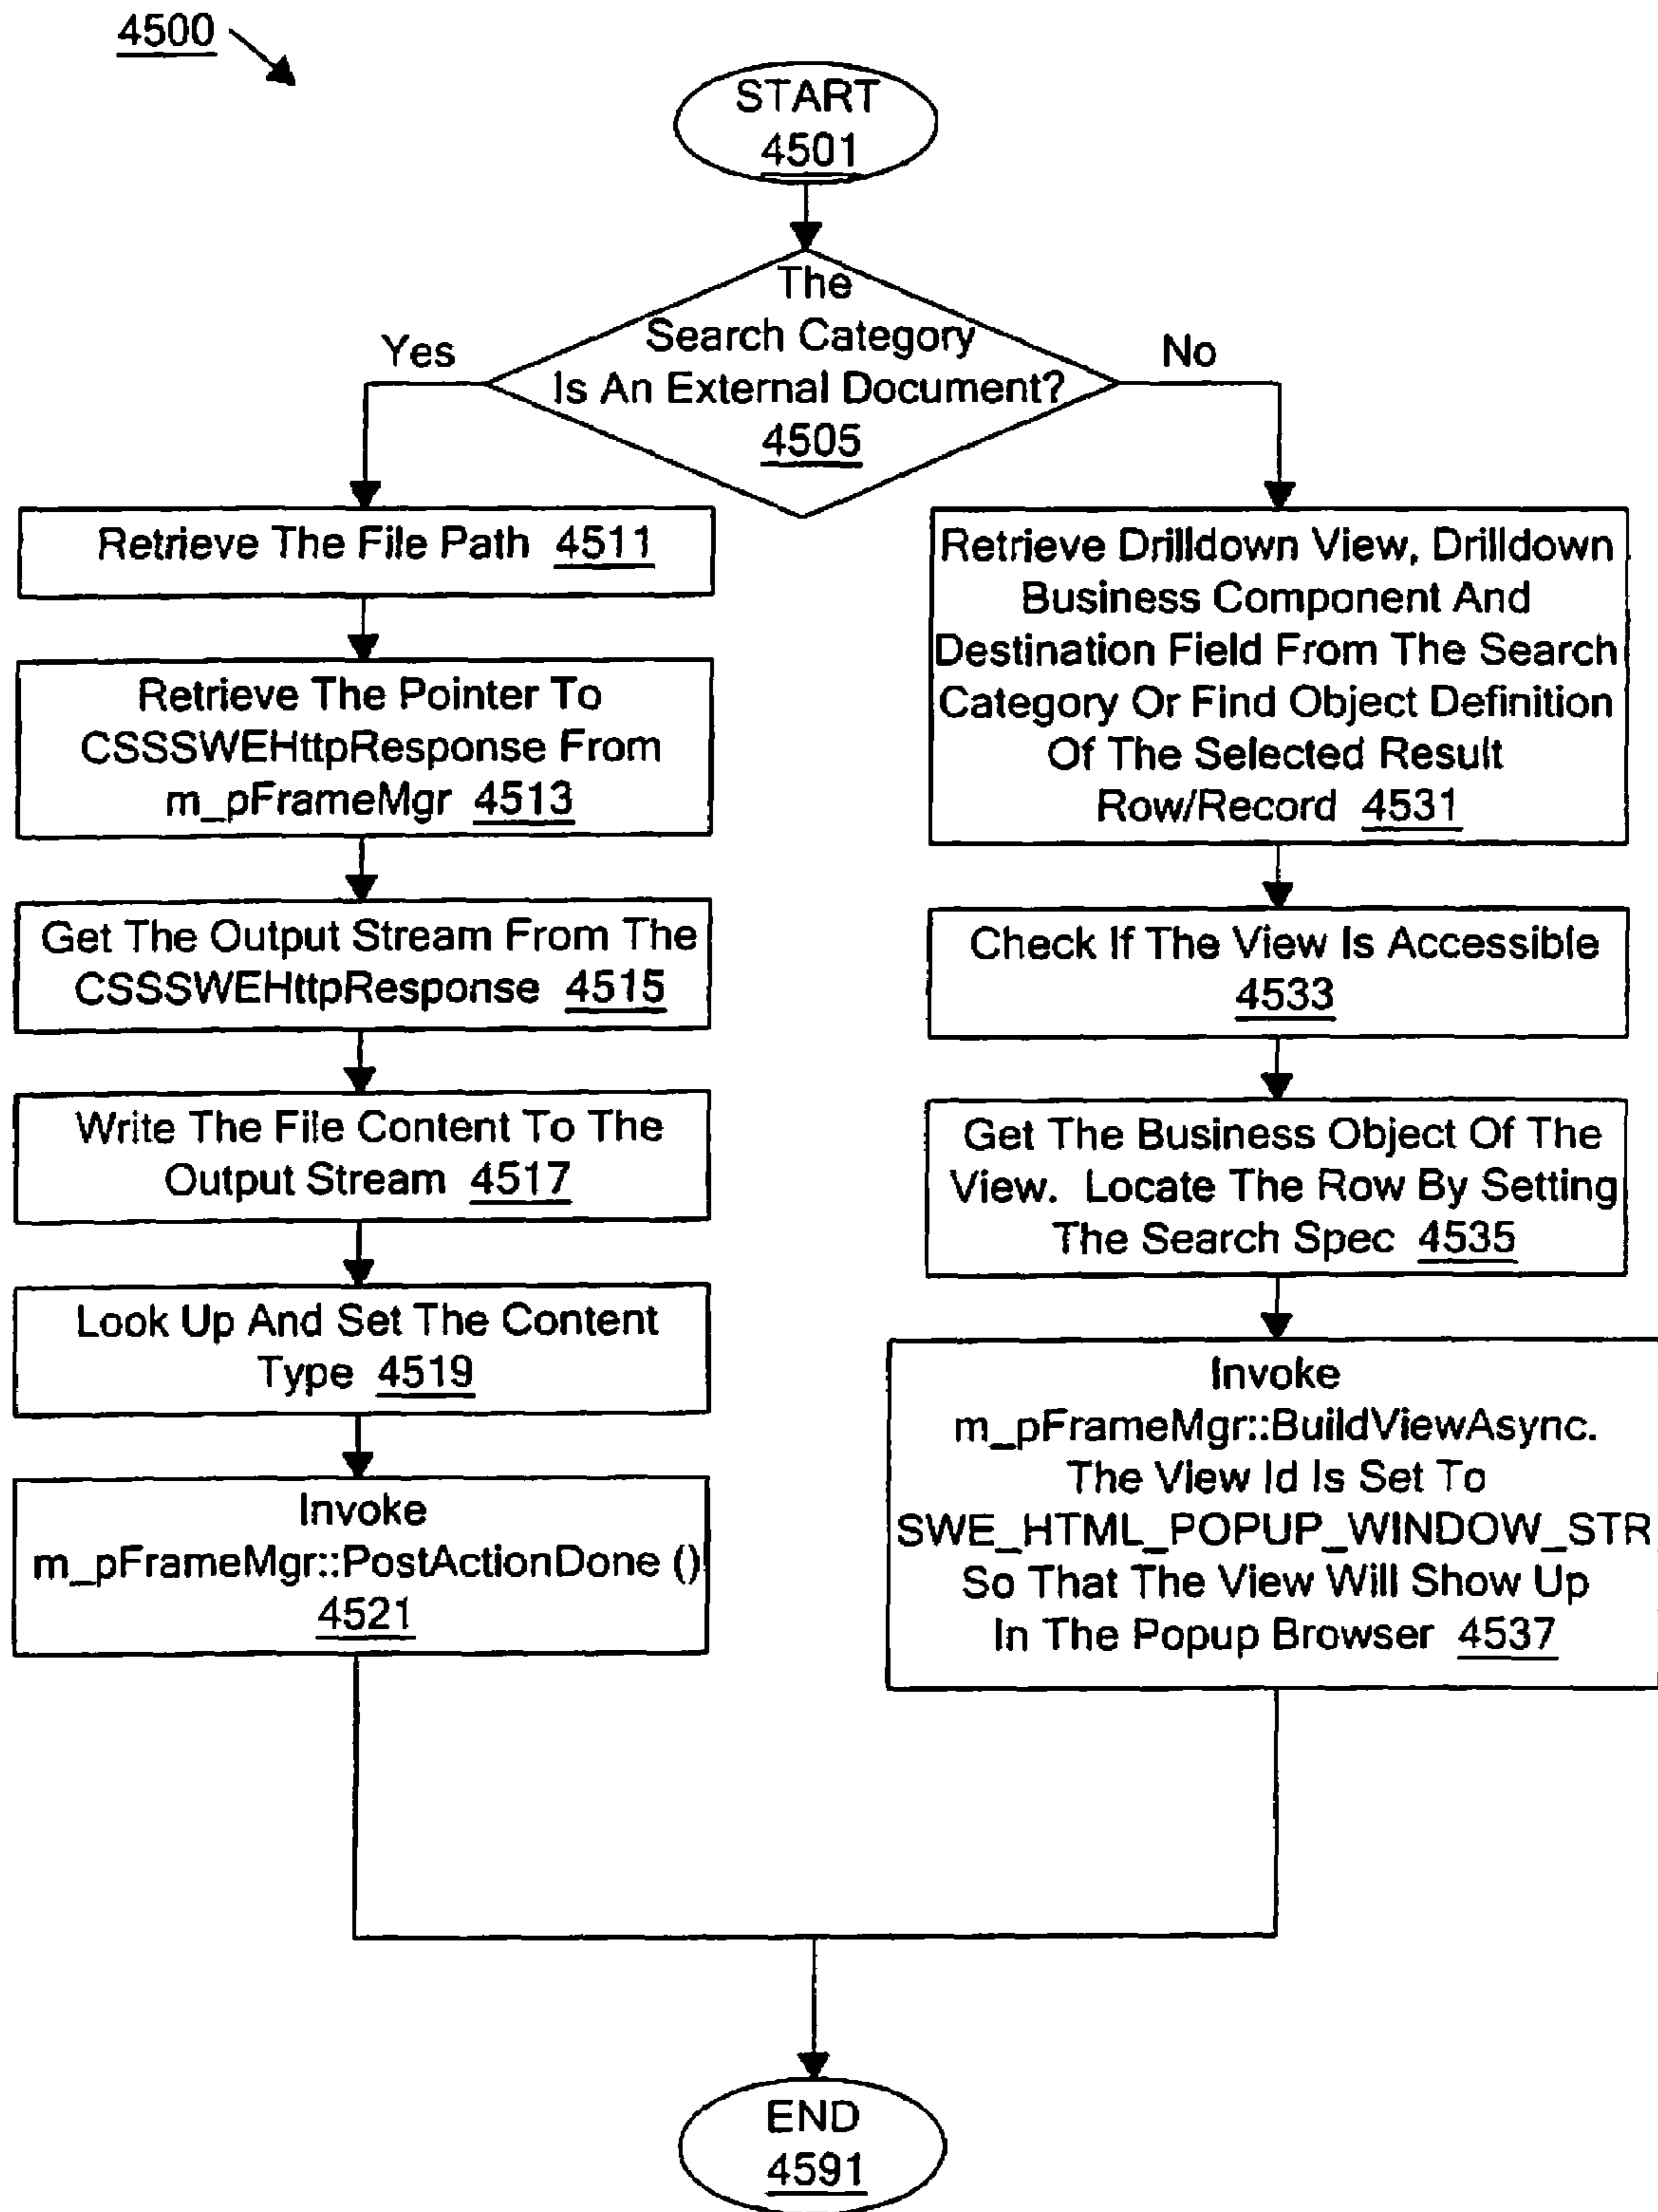 4500
START
4501
The
Search Category
Is An External Document?
4505
Yes
No
Retrieve The File Path 4511
Retrieve The Pointer To
CSSSWEHttpResponse From
m_pFrameMgr 4513
Get The Output Stream From The
CSSSWEHttpResponse 4515
Write The File Content To The
Output Stream 4517
Look Up And Set The Content
Type 4519
Invoke
m_pFrameMgr::PostActionDone ()
4521
Retrieve Drilldown View, Drilldown
Business Component And
Destination Field From The Search
Category Or Find Object Definition
Of The Selected Result
Row/Record 4531
Check If The View Is Accessible
4533
Get The Business Object Of The
View. Locate The Row By Setting
The Search Spec 4535
Invoke
m_pFrameMgr::BuildViewAsync.
The View Id Is Set To
SWE_HTML_POPUP_WINDOW_STR
So That The View Will Show Up
In The Popup Browser 4537
END
4591